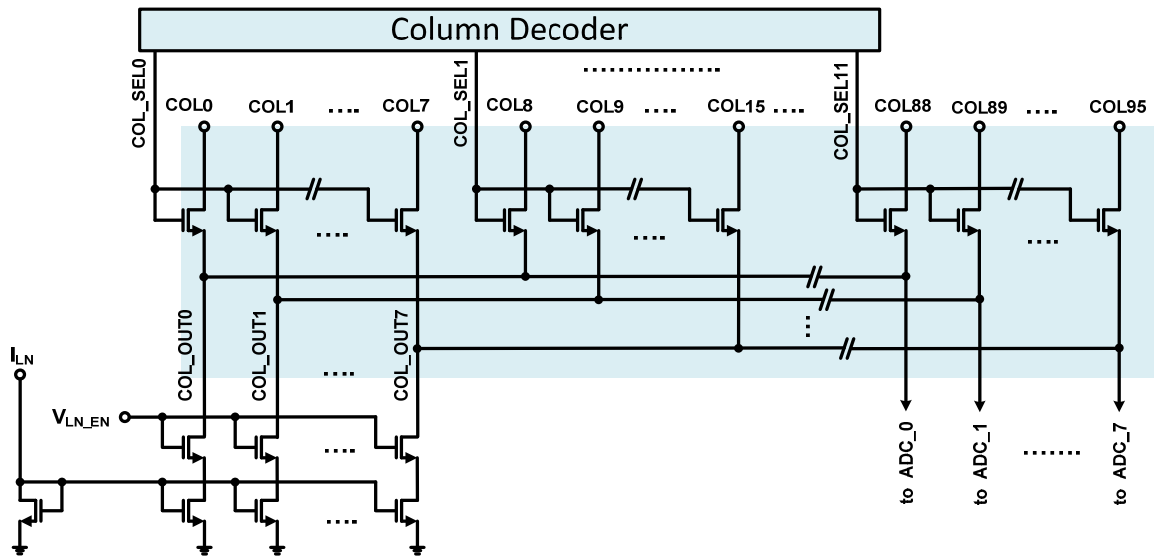 Column Decoder
COL_SEL0
COL_SEL1
COL_SEL11
COL0
COL1
....
COL7
COL8
COL9
....
COL15
....
COL88
COL89
....
COL95
COL_OUT0
COL_OUT1
COL_OUT7
I_LN
V_LN_EN
to ADC_0
to ADC_1
to ADC_7